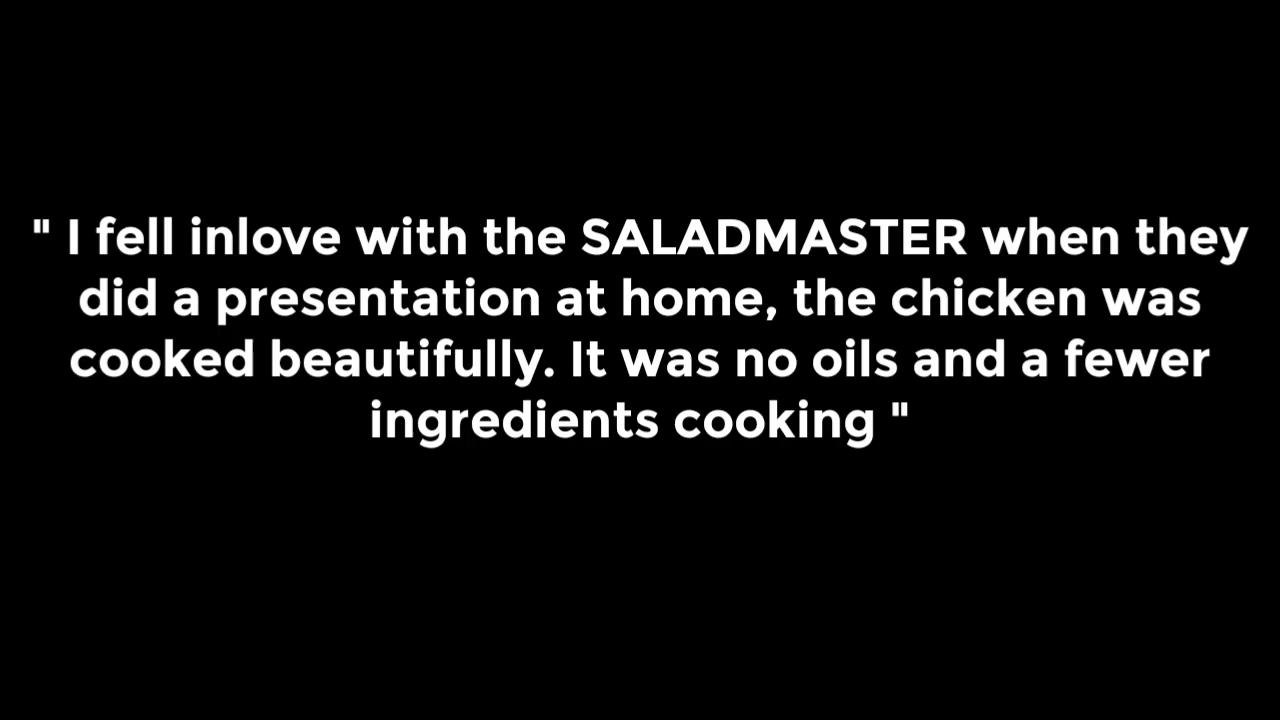 " I fell inlove with the SALADMASTER when they
did a presentation at home, the chicken was
cooked beautifully. It was no oils and a fewer
ingredients cooking "